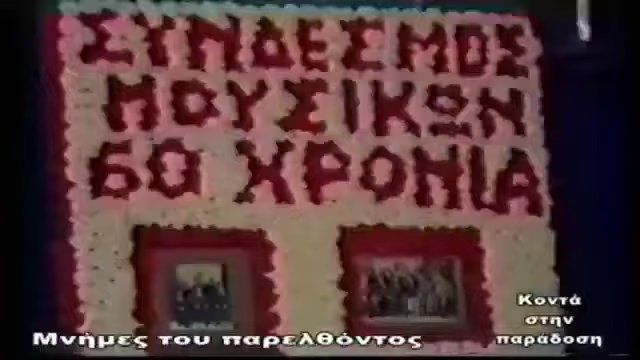 ΣΥΝΔΕΣΜΟΣ
ΜΟΥΣΙΚΩΝ
60 ΧΡΟΝΙΑ
Μνήμες του παρελθόντος
Κοντά
στην
παράδοση